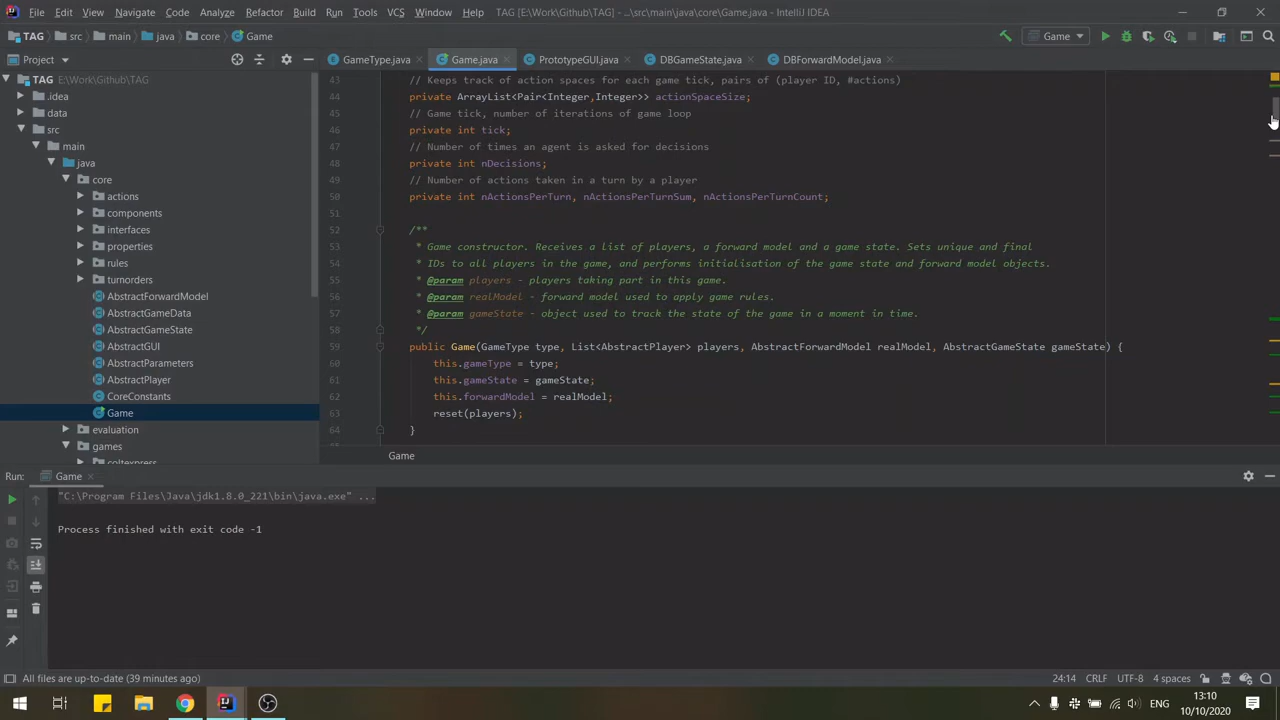 File Edit View Navigate Code Analyze Refactor Build Run Tools VCS Window Help TAG [E:\Work\Github\TAG] - ...\src\main\java\core\Game.java - IntelliJ IDEA
TAG src main java core Game Game
Project GameType.java Game.java PrototypeGUI.java DBGameState.java DBForwardModel.java
TAG E:\Work\Github\TAG
.idea
data
src
main
java
core
actions
components
interfaces
properties
rules
turnorders
AbstractForwardModel
AbstractGameData
AbstractGameState
AbstractGUI
AbstractParameters
AbstractPlayer
CoreConstants
Game
evaluation
games
coltexpress
43 // Keeps track of action spaces for each game tick, pairs of (player ID, #actions)
44 private ArrayList<Pair<Integer,Integer>> actionSpaceSize;
45 // Game tick, number of iterations of game loop
46 private int tick;
47 // Number of times an agent is asked for decisions
48 private int nDecisions;
49 // Number of actions taken in a turn by a player
50 private int nActionsPerTurn, nActionsPerTurnSum, nActionsPerTurnCount;
51
52 /**
53 * Game constructor. Receives a list of players, a forward model and a game state. Sets unique and final
54 * IDs to all players in the game, and performs initialisation of the game state and forward model objects.
55 * @param players - players taking part in this game.
56 * @param realModel - forward model used to apply game rules.
57 * @param gameState - object used to track the state of the game in a moment in time.
58 */
59 public Game(GameType type, List<AbstractPlayer> players, AbstractForwardModel realModel, AbstractGameState gameState) {
60 this.gameType = type;
61 this.gameState = gameState;
62 this.forwardModel = realModel;
63 reset(players);
64 }
Game
Run: Game
"C:\Program Files\Java\jdk1.8.0_221\bin\java.exe" ...
Process finished with exit code -1
All files are up-to-date (39 minutes ago) 24:14 CRLF UTF-8 4 spaces
ENG 13:10
10/10/2020